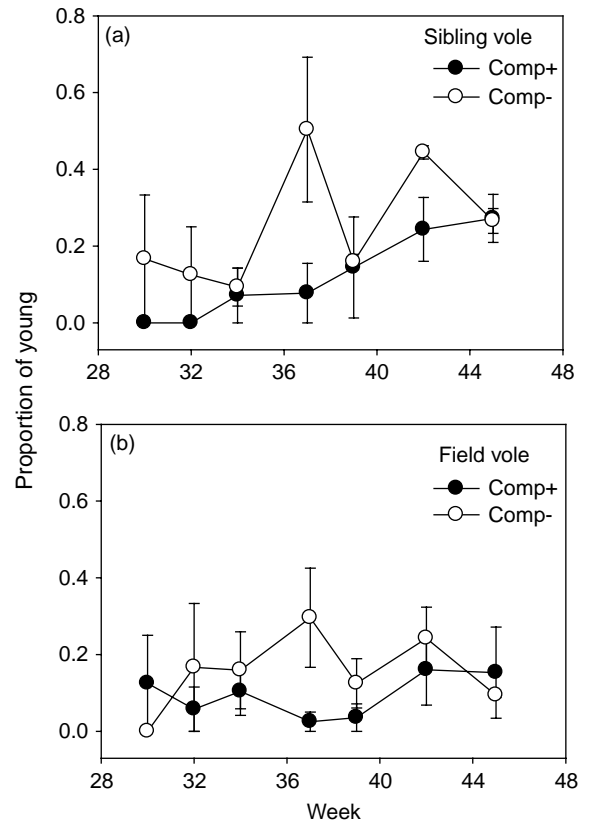 Proportion of young
(a)
Sibling vole
Comp+
Comp-
0.8
0.6
0.4
0.2
0.0
28 32 36 40 44 48
(b)
Field vole
Comp+
Comp-
0.8
0.6
0.4
0.2
0.0
28 32 36 40 44 48
Week